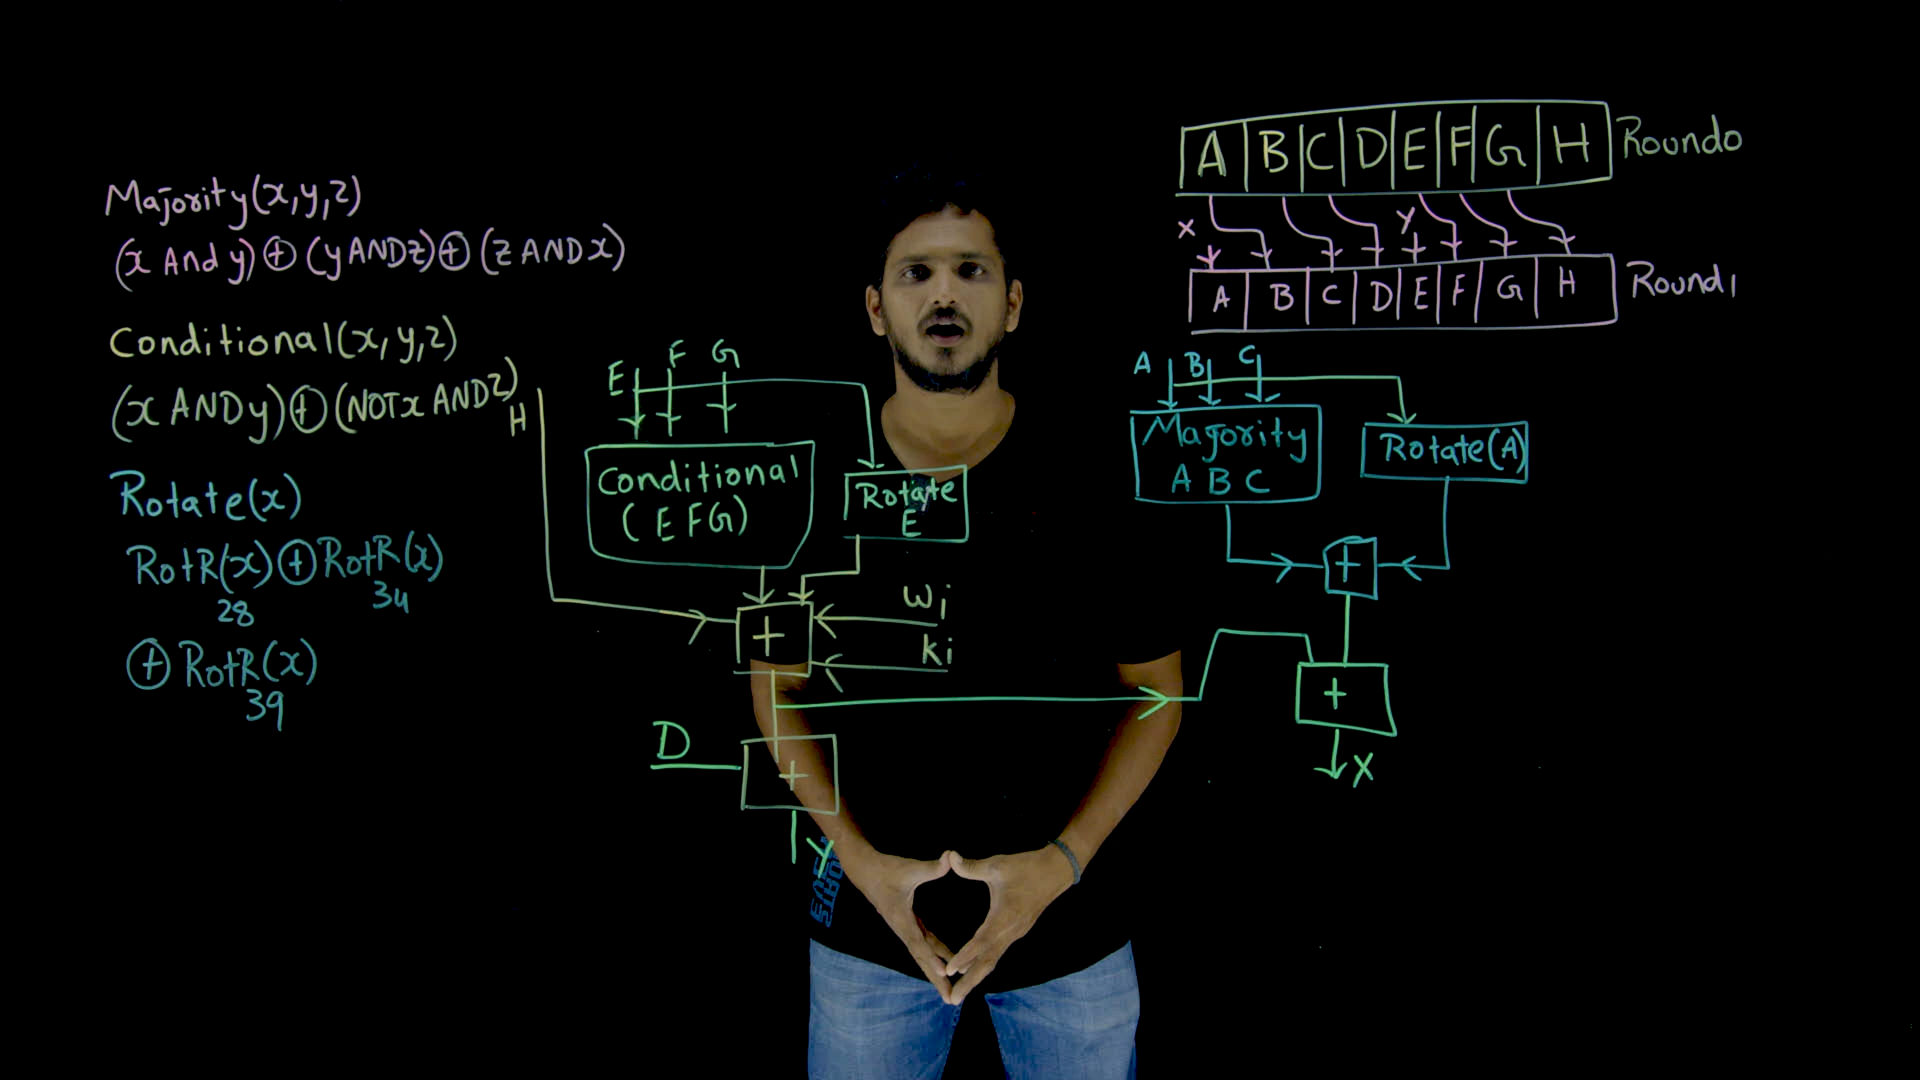 Majority(x,y,z)
(x And y)⊕(y AND z)⊕(z AND x)
Conditional(x,y,z)
(x AND y)⊕(NOT x AND z)
Rotate(x)
RotR(x)⊕RotR(x)
28 34
⊕ RotR(x)
39
H
E F G
Conditional
(E F G)
Rotate
E
+
Wi
Ki
D
+
Y
A B C D E F G H Round0
X Y
A B C D E F G H Round1
A B C
Majority
A B C
Rotate(A)
+
+
X